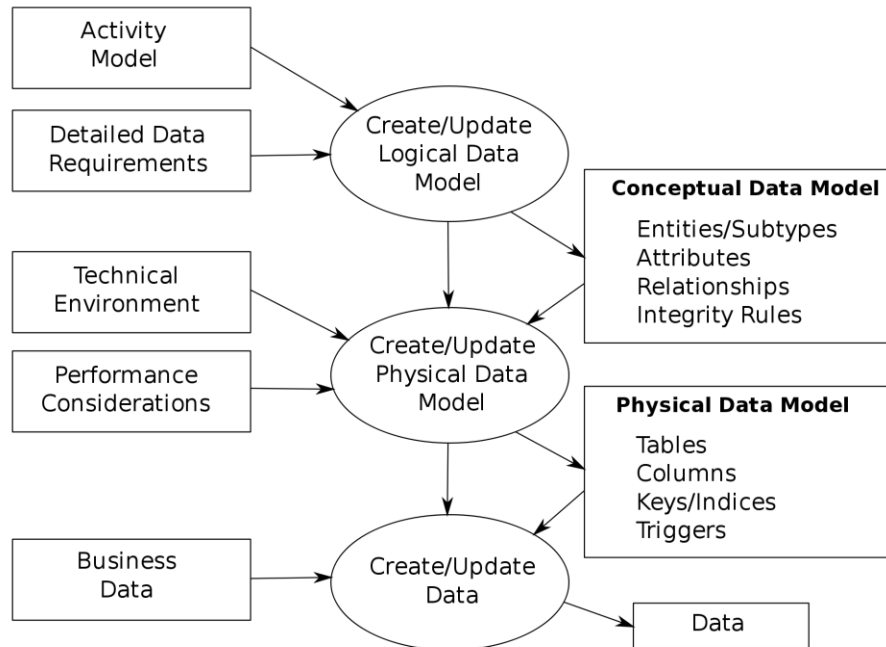 Activity
Model
Detailed Data
Requirements
Create/Update
Logical Data
Model
Conceptual Data Model
Entities/Subtypes
Attributes
Relationships
Integrity Rules
Technical
Environment
Performance
Considerations
Create/Update
Physical Data
Model
Physical Data Model
Tables
Columns
Keys/Indices
Triggers
Business
Data
Create/Update
Data
Data